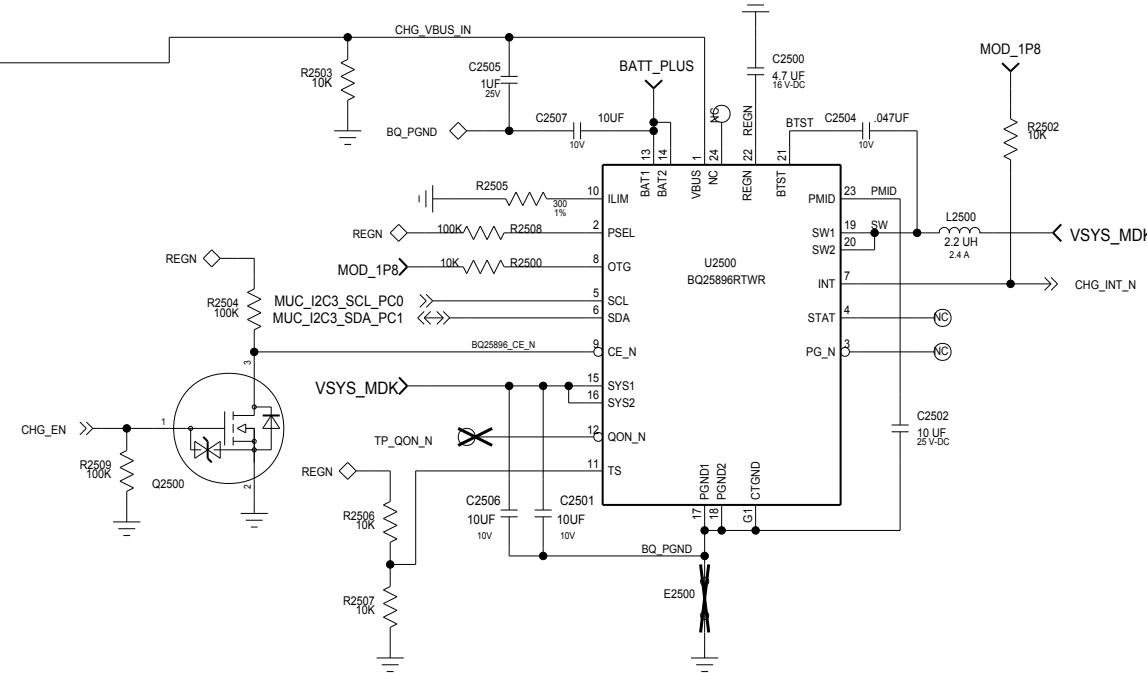 CHG_VBUS_IN
R2503
10K
C2505
1UF
25V
BQ_PGND
C2507 10UF
10V
BATT_PLUS
NC
REGN
C2500
4.7 UF
16 V-DC
BTST
C2504 .047UF
10V
MOD_1P8
R2502
10K
13
14
1
24
22
21
BAT1
BAT2
VBUS
NC
REGN
BTST
R2505
300
1%
10
ILIM
REGN
100K R2508
2
PSEL
MOD_1P8
10K R2500
8
OTG
MUC_I2C3_SCL_PC0
5
SCL
MUC_I2C3_SDA_PC1
6
SDA
BQ25896_CE_N
9
CE_N
VSYS_MDK
15
SYS1
16
SYS2
TP_QON_N
12
QON_N
11
TS
U2500
BQ25896RTWR
PMID
23
PMID
SW1
19
SW
SW2
20
L2500
2.2 UH
2.4 A
VSYS_MDK
INT
7
CHG_INT_N
STAT
4
NC
PG_N
3
NC
C2502
10 UF
25 V-DC
REGN
R2504
100K
3
CHG_EN
1
R2509
100K
Q2500
2
REGN
R2506
10K
R2507
10K
C2506
10UF
10V
C2501
10UF
10V
PGND1
PGND2
CTGND
17
18
G1
BQ_PGND
E2500